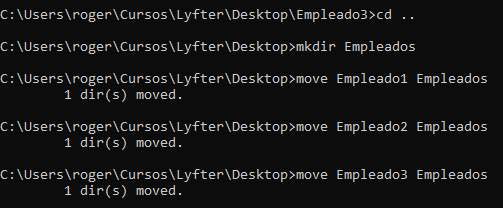 C:\Users\roger\Cursos\Lyfter\Desktop\Empleado3>cd ..
C:\Users\roger\Cursos\Lyfter\Desktop>mkdir Empleados
C:\Users\roger\Cursos\Lyfter\Desktop>move Empleado1 Empleados
1 dir(s) moved.
C:\Users\roger\Cursos\Lyfter\Desktop>move Empleado2 Empleados
1 dir(s) moved.
C:\Users\roger\Cursos\Lyfter\Desktop>move Empleado3 Empleados
1 dir(s) moved.